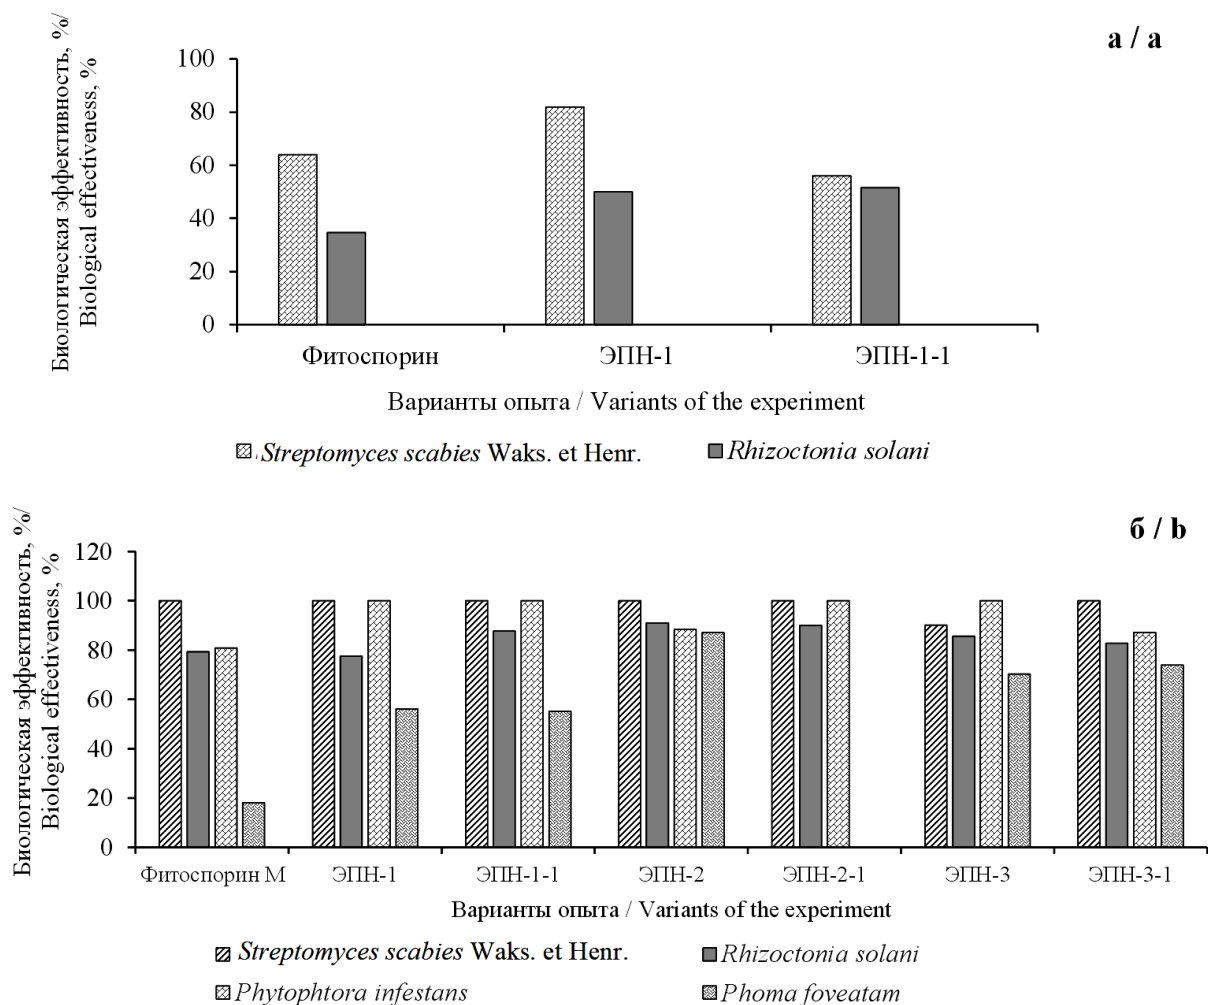 а / a
Биологическая эффективность, %/
Biological effectiveness, %
100
80
60
40
20
0
Фитоспорин ЭПН-1 ЭПН-1-1
Варианты опыта / Variants of the experiment
Streptomyces scabies Waks. et Henr. Rhizoctonia solani
б / b
Биологическая эффективность, %/
Biological effectiveness, %
120
100
80
60
40
20
0
Фитоспорин М ЭПН-1 ЭПН-1-1 ЭПН-2 ЭПН-2-1 ЭПН-3 ЭПН-3-1
Варианты опыта / Variants of the experiment
Streptomyces scabies Waks. et Henr. Rhizoctonia solani
Phytophtora infestans Phoma foveatam